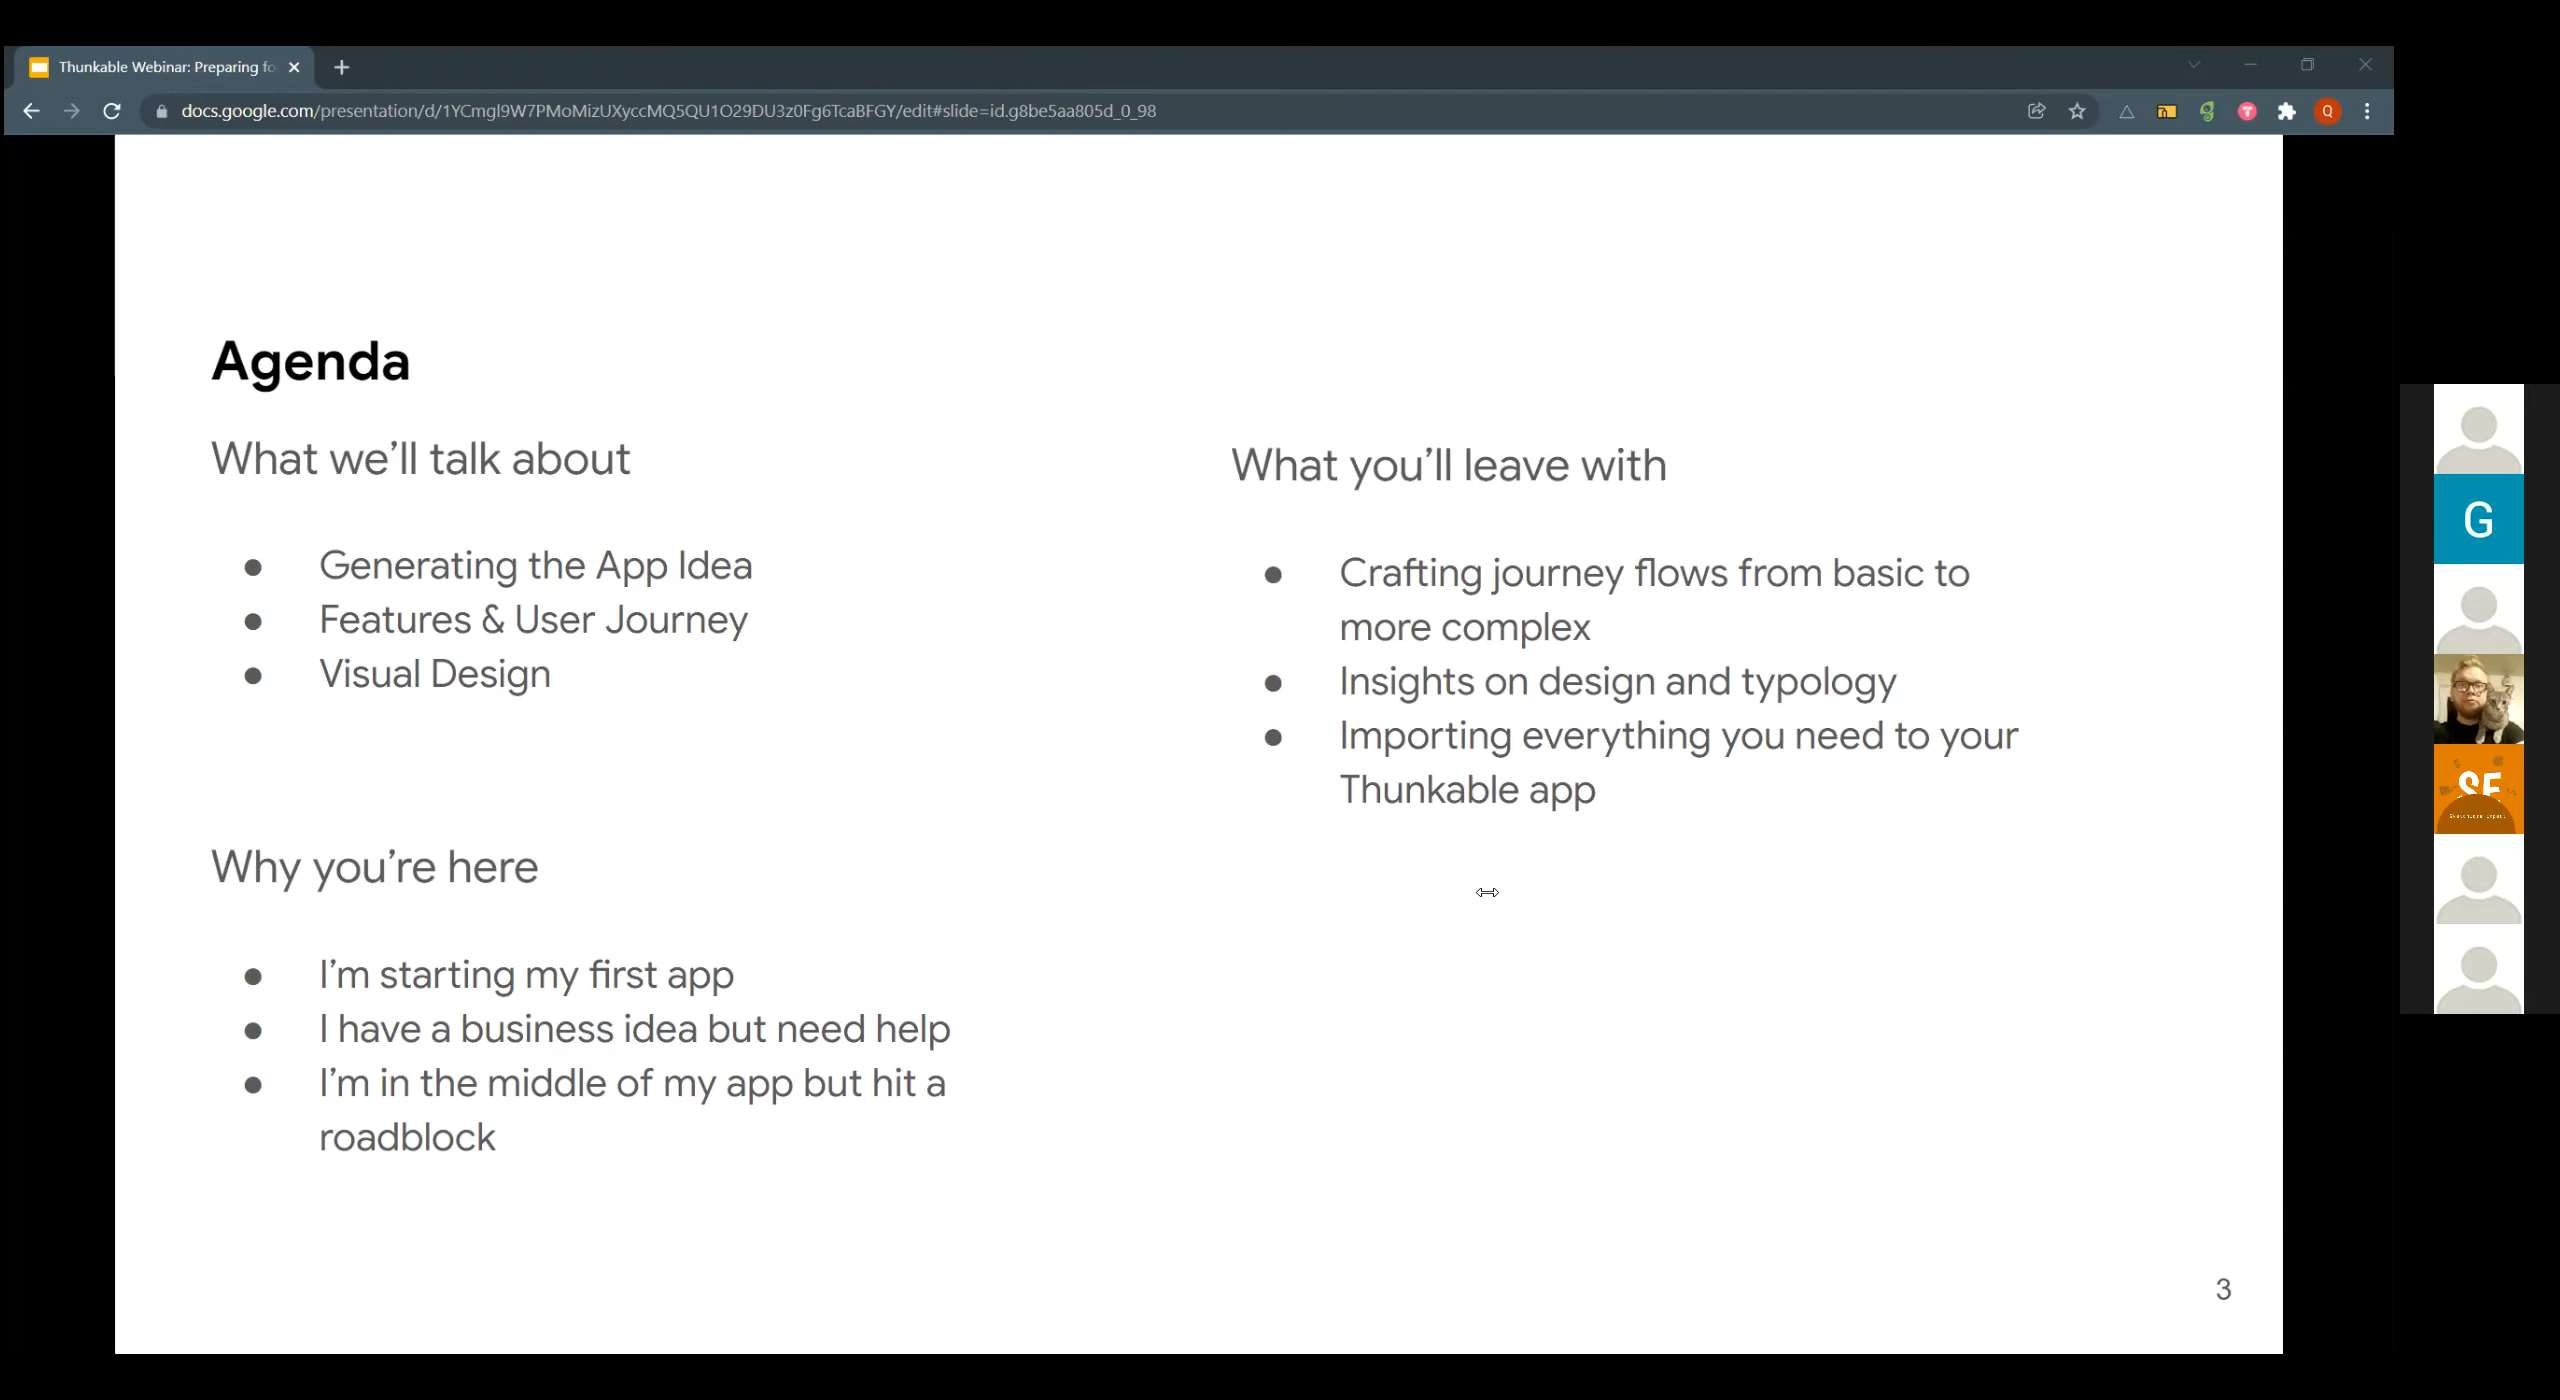 Thunkable Webinar: Preparing fo
docs.google.com/presentation/d/1YCmgl9W7PMoMizUXyccMQ5QU1O29DU3z0Fg6TcaBFGY/edit#slide=id.g8be5aa805d_0_98
Q
Agenda
What we’ll talk about
● Generating the App Idea
● Features & User Journey
● Visual Design
Why you’re here
● I’m starting my first app
● I have a business idea but need help
● I’m in the middle of my app but hit a
roadblock
What you’ll leave with
● Crafting journey flows from basic to
more complex
● Insights on design and typology
● Importing everything you need to your
Thunkable app
3
G
SE